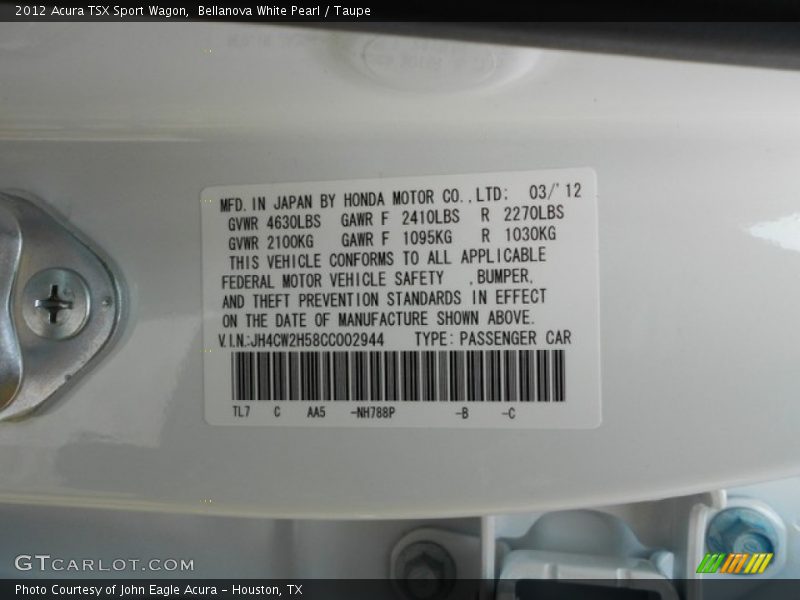 2012 Acura TSX Sport Wagon,  Bellanova White Pearl / Taupe
MFD. IN JAPAN BY HONDA MOTOR CO., LTD: 03/'12
GVWR 4630LBS GAWR F 2410LBS R 2270LBS
GVWR 2100KG GAWR F 1095KG R 1030KG
THIS VEHICLE CONFORMS TO ALL APPLICABLE
FEDERAL MOTOR VEHICLE SAFETY ,BUMPER,
AND THEFT PREVENTION STANDARDS IN EFFECT
ON THE DATE OF MANUFACTURE SHOWN ABOVE.
V.I.N.:JH4CW2H58CC002944 TYPE: PASSENGER CAR
TL7 C AA5 -NH788P -B -C
GTCARLOT.COM
Photo Courtesy of John Eagle Acura - Houston, TX